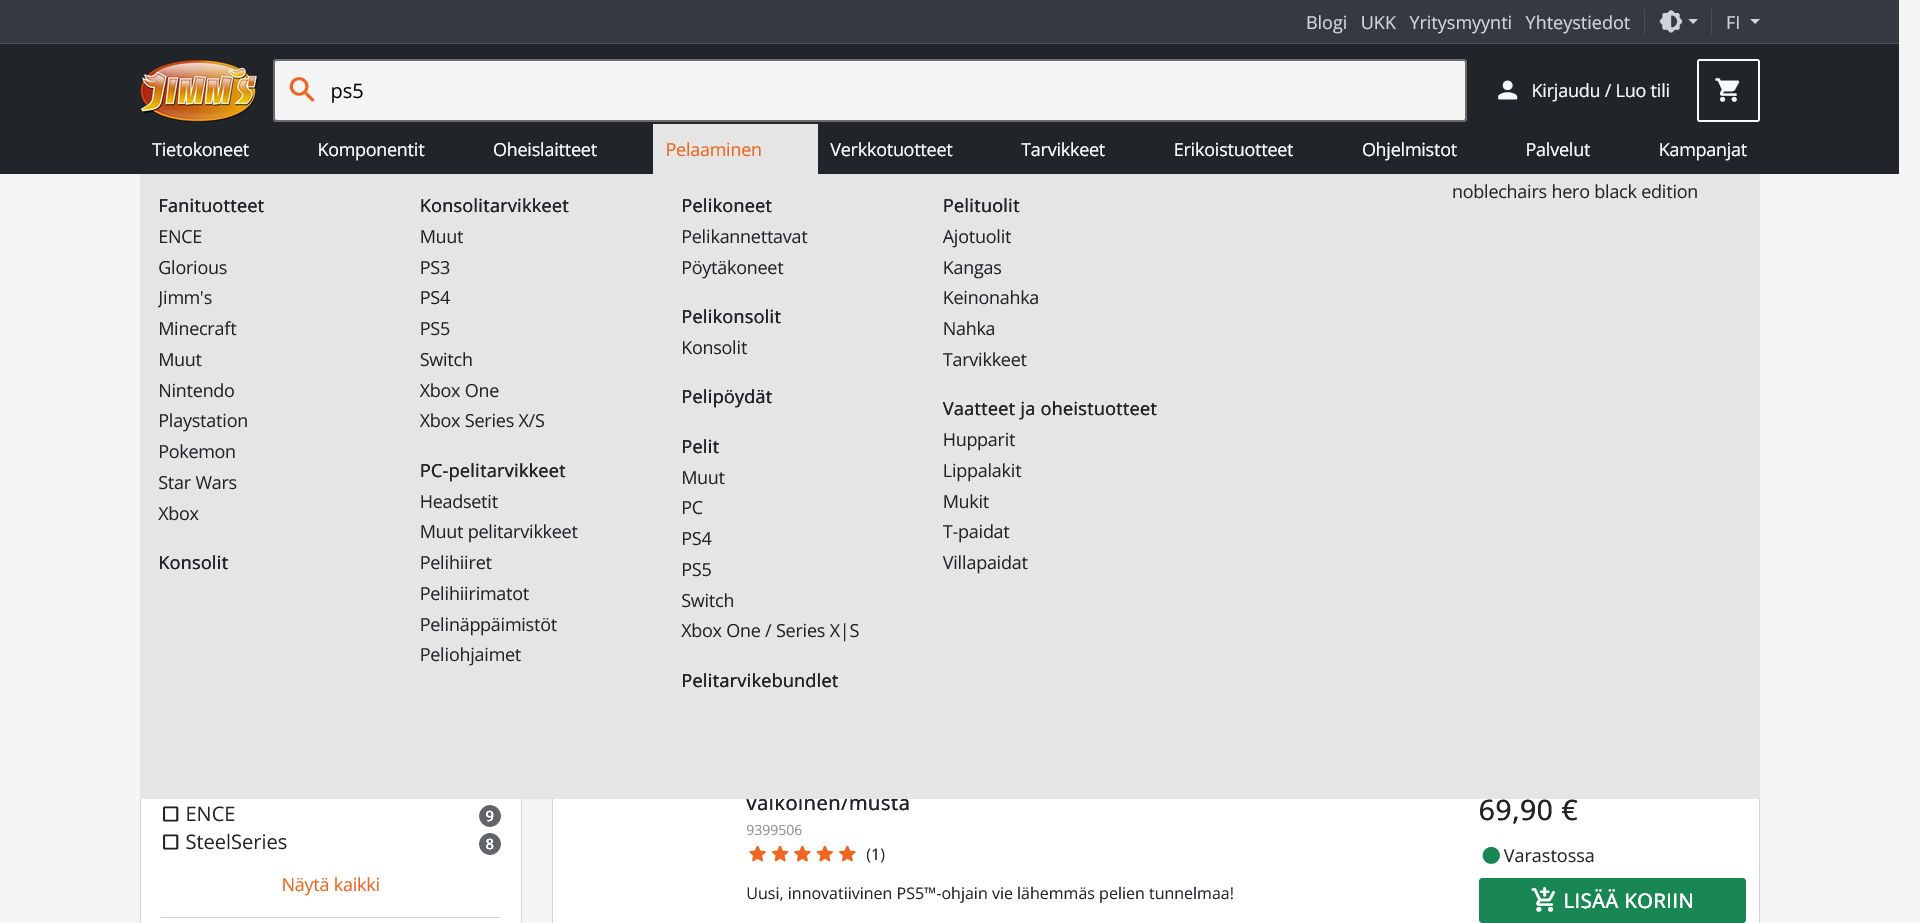 Blogi UKK Yritysmyynti Yhteystiedot FI
JIMM'S
ps5
Kirjaudu / Luo tili
Tietokoneet Komponentit Oheislaitteet Pelaaminen Verkkotuotteet Tarvikkeet Erikoistuotteet Ohjelmistot Palvelut Kampanjat
Fanituotteet
ENCE
Glorious
Jimm's
Minecraft
Muut
Nintendo
Playstation
Pokemon
Star Wars
Xbox
Konsolit
Konsolitarvikkeet
Muut
PS3
PS4
PS5
Switch
Xbox One
Xbox Series X/S
PC-pelitarvikkeet
Headsetit
Muut pelitarvikkeet
Pelihiiret
Pelihiirimatot
Pelinäppäimistöt
Peliohjaimet
Pelikoneet
Pelikannettavat
Pöytäkoneet
Pelikonsolit
Konsolit
Pelipöydät
Pelit
Muut
PC
PS4
PS5
Switch
Xbox One / Series X|S
Pelitarvikebundlet
Pelituolit
Ajotuolit
Kangas
Keinonahka
Nahka
Tarvikkeet
Vaatteet ja oheistuotteet
Hupparit
Lippalakit
Mukit
T-paidat
Villapaidat
noblechairs hero black edition
ENCE 9
SteelSeries 8
Näytä kaikki
valkoinen/musta
9399506
(1)
Uusi, innovatiivinen PS5™-ohjain vie lähemmäs pelien tunnelmaa!
69,90 €
Varastossa
LISÄÄ KORIIN